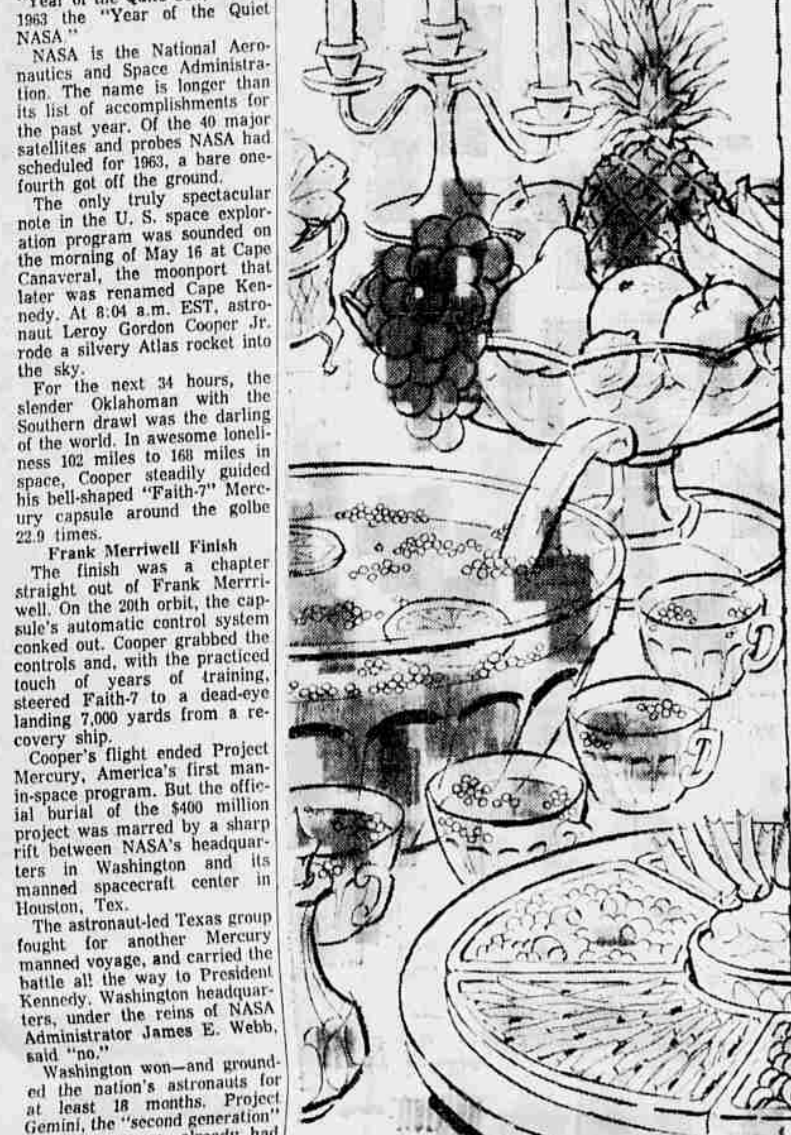 1963 the "Year of the Quiet
NASA."
NASA is the National Aero-
nautics and Space Administra-
tion. The name is longer than
its list of accomplishments for
the past year. Of the 40 major
satellites and probes NASA had
scheduled for 1963, a bare one-
fourth got off the ground.
The only truly spectacular
note in the U. S. space explor-
ation program was sounded on
the morning of May 16 at Cape
Canaveral, the moonport that
later was renamed Cape Ken-
nedy. At 8:04 a.m. EST, astro-
naut Leroy Gordon Cooper Jr.
rode a silvery Atlas rocket into
the sky.
For the next 34 hours, the
slender Oklahoman with the
Southern drawl was the darling
of the world. In awesome loneli-
ness 102 miles to 168 miles in
space, Cooper steadily guided
his bell-shaped "Faith-7" Merc-
ury capsule around the golbe
22.9 times.
Frank Merriwell Finish
The finish was a chapter
straight out of Frank Merrri-
well. On the 20th orbit, the cap-
sule's automatic control system
conked out. Cooper grabbed the
controls and, with the practiced
touch of years of training,
steered Faith-7 to a dead-eye
landing 7,000 yards from a re-
covery ship.
Cooper's flight ended Project
Mercury, America's first man-
in-space program. But the offic-
ial burial of the $400 million
project was marred by a sharp
rift between NASA's headquar-
ters in Washington and its
manned spacecraft center in
Houston, Tex.
The astronaut-led Texas group
fought for another Mercury
manned voyage, and carried the
battle all the way to President
Kennedy. Washington headquar-
ters, under the reins of NASA
Administrator James E. Webb,
said "no."
Washington won—and ground-
ed the nation's astronauts for
at least 18 months. Project
Gemini, the "second generation"
already had